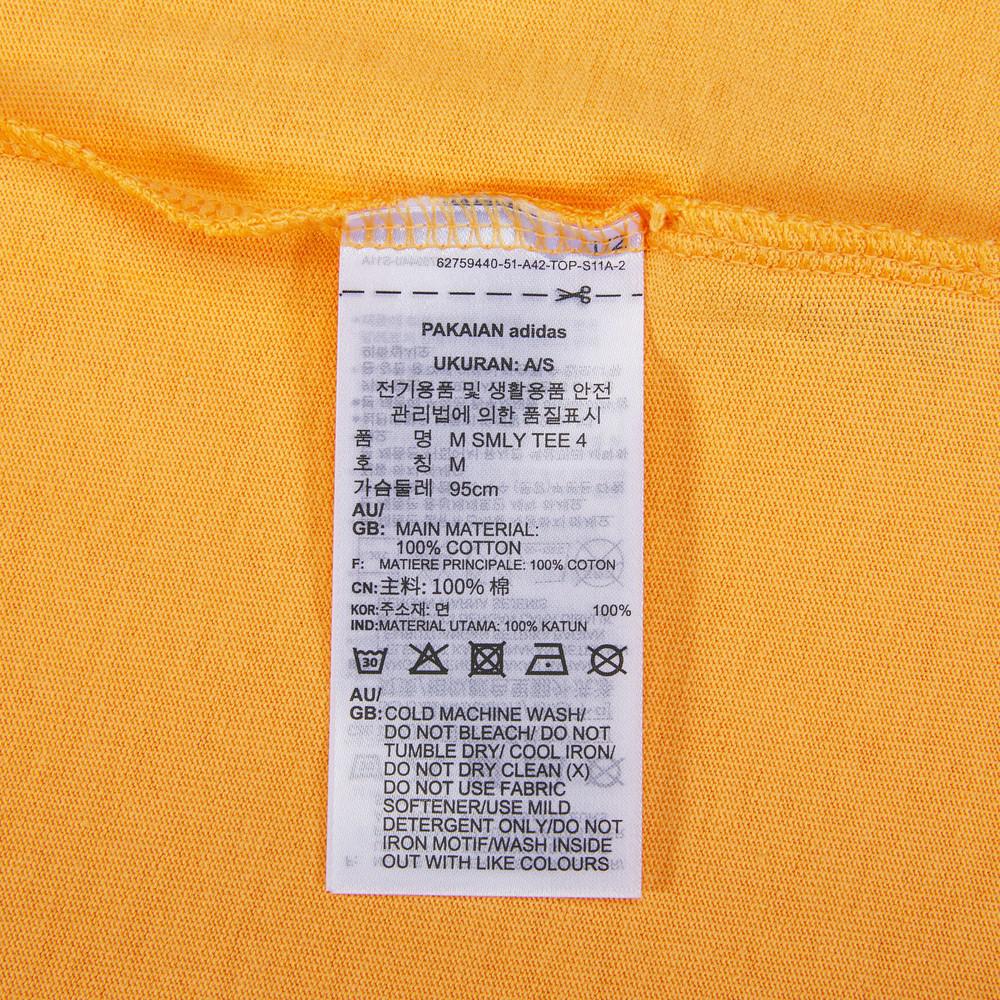 62759440-51-A42-TOP-S11A-2
PAKAIAN adidas
UKURAN: A/S
전기용품 및 생활용품 안전
관리법에 의한 품질표시
품 명 M SMLY TEE 4
호 칭 M
가슴둘레 95cm
AU/
GB: MAIN MATERIAL:
100% COTTON
F: MATIERE PRINCIPALE: 100% COTON
CN: 主料: 100% 棉
KOR: 주소재: 면 100%
IND: MATERIAL UTAMA: 100% KATUN
30
AU/
GB: COLD MACHINE WASH/
DO NOT BLEACH/ DO NOT
TUMBLE DRY/ COOL IRON/
DO NOT DRY CLEAN (X)
DO NOT USE FABRIC
SOFTENER/USE MILD
DETERGENT ONLY/DO NOT
IRON MOTIF/WASH INSIDE
OUT WITH LIKE COLOURS